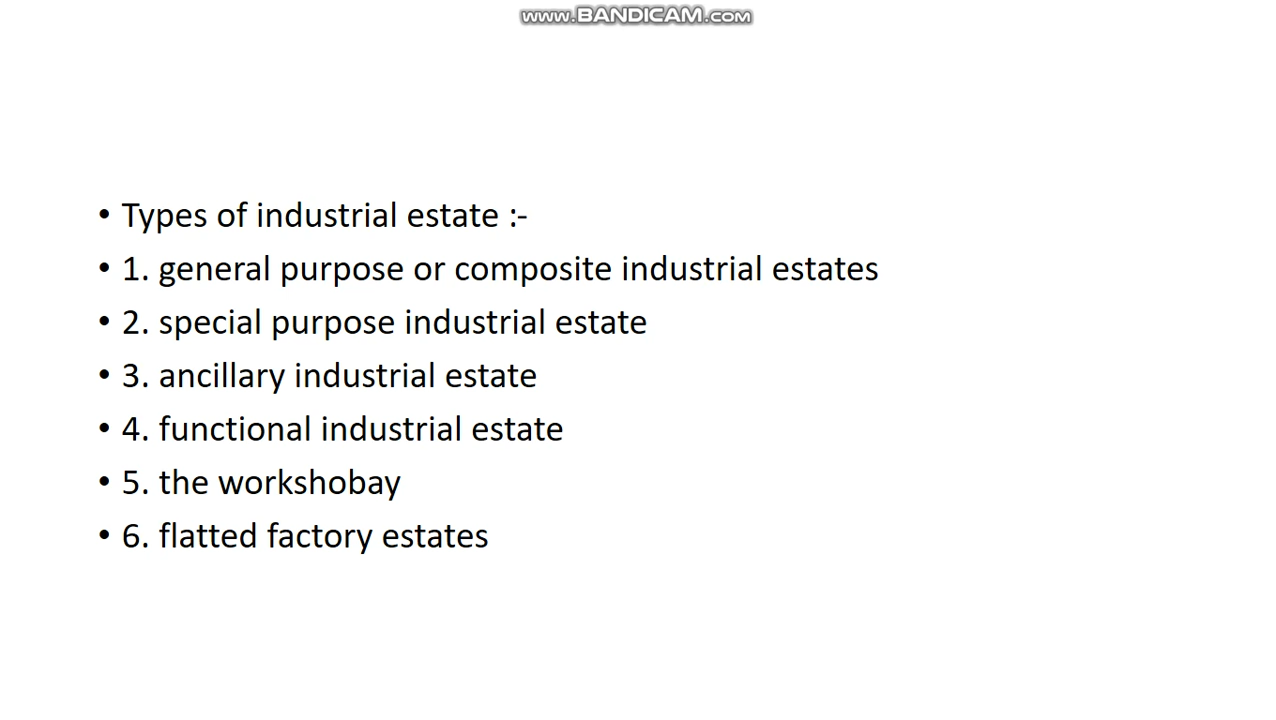 www.BANDICAM.com
• Types of industrial estate :-
• 1. general purpose or composite industrial estates
• 2. special purpose industrial estate
• 3. ancillary industrial estate
• 4. functional industrial estate
• 5. the workshobay
• 6. flatted factory estates